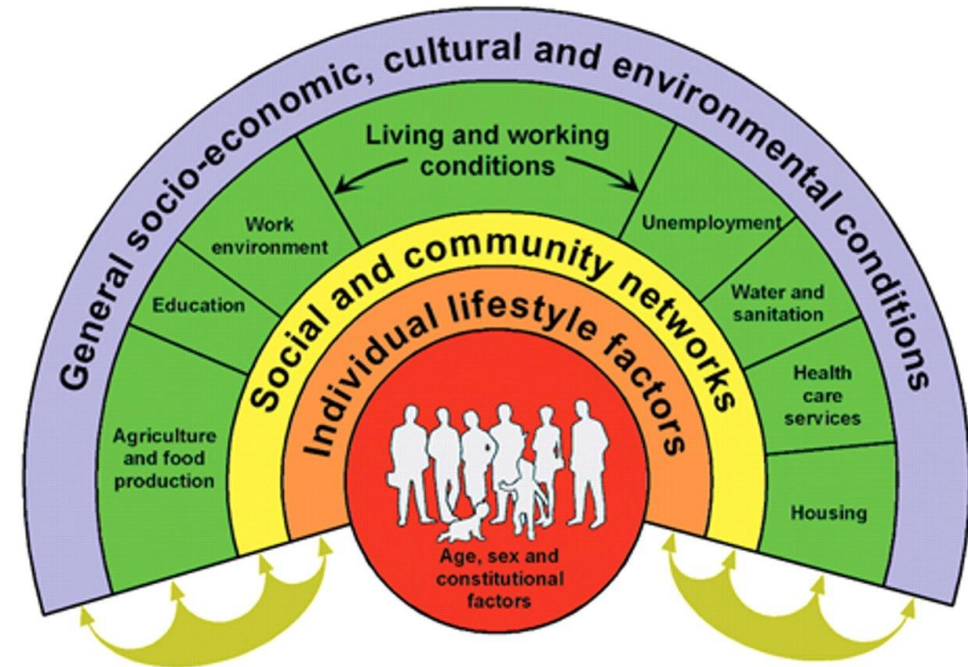 General socio-economic, cultural and environmental conditions
Living and working
conditions
Work
environment
Unemployment
Education
Water and
sanitation
Agriculture
and food
production
Health
care
services
Housing
Social and community networks
Individual lifestyle factors
Age, sex and
constitutional
factors